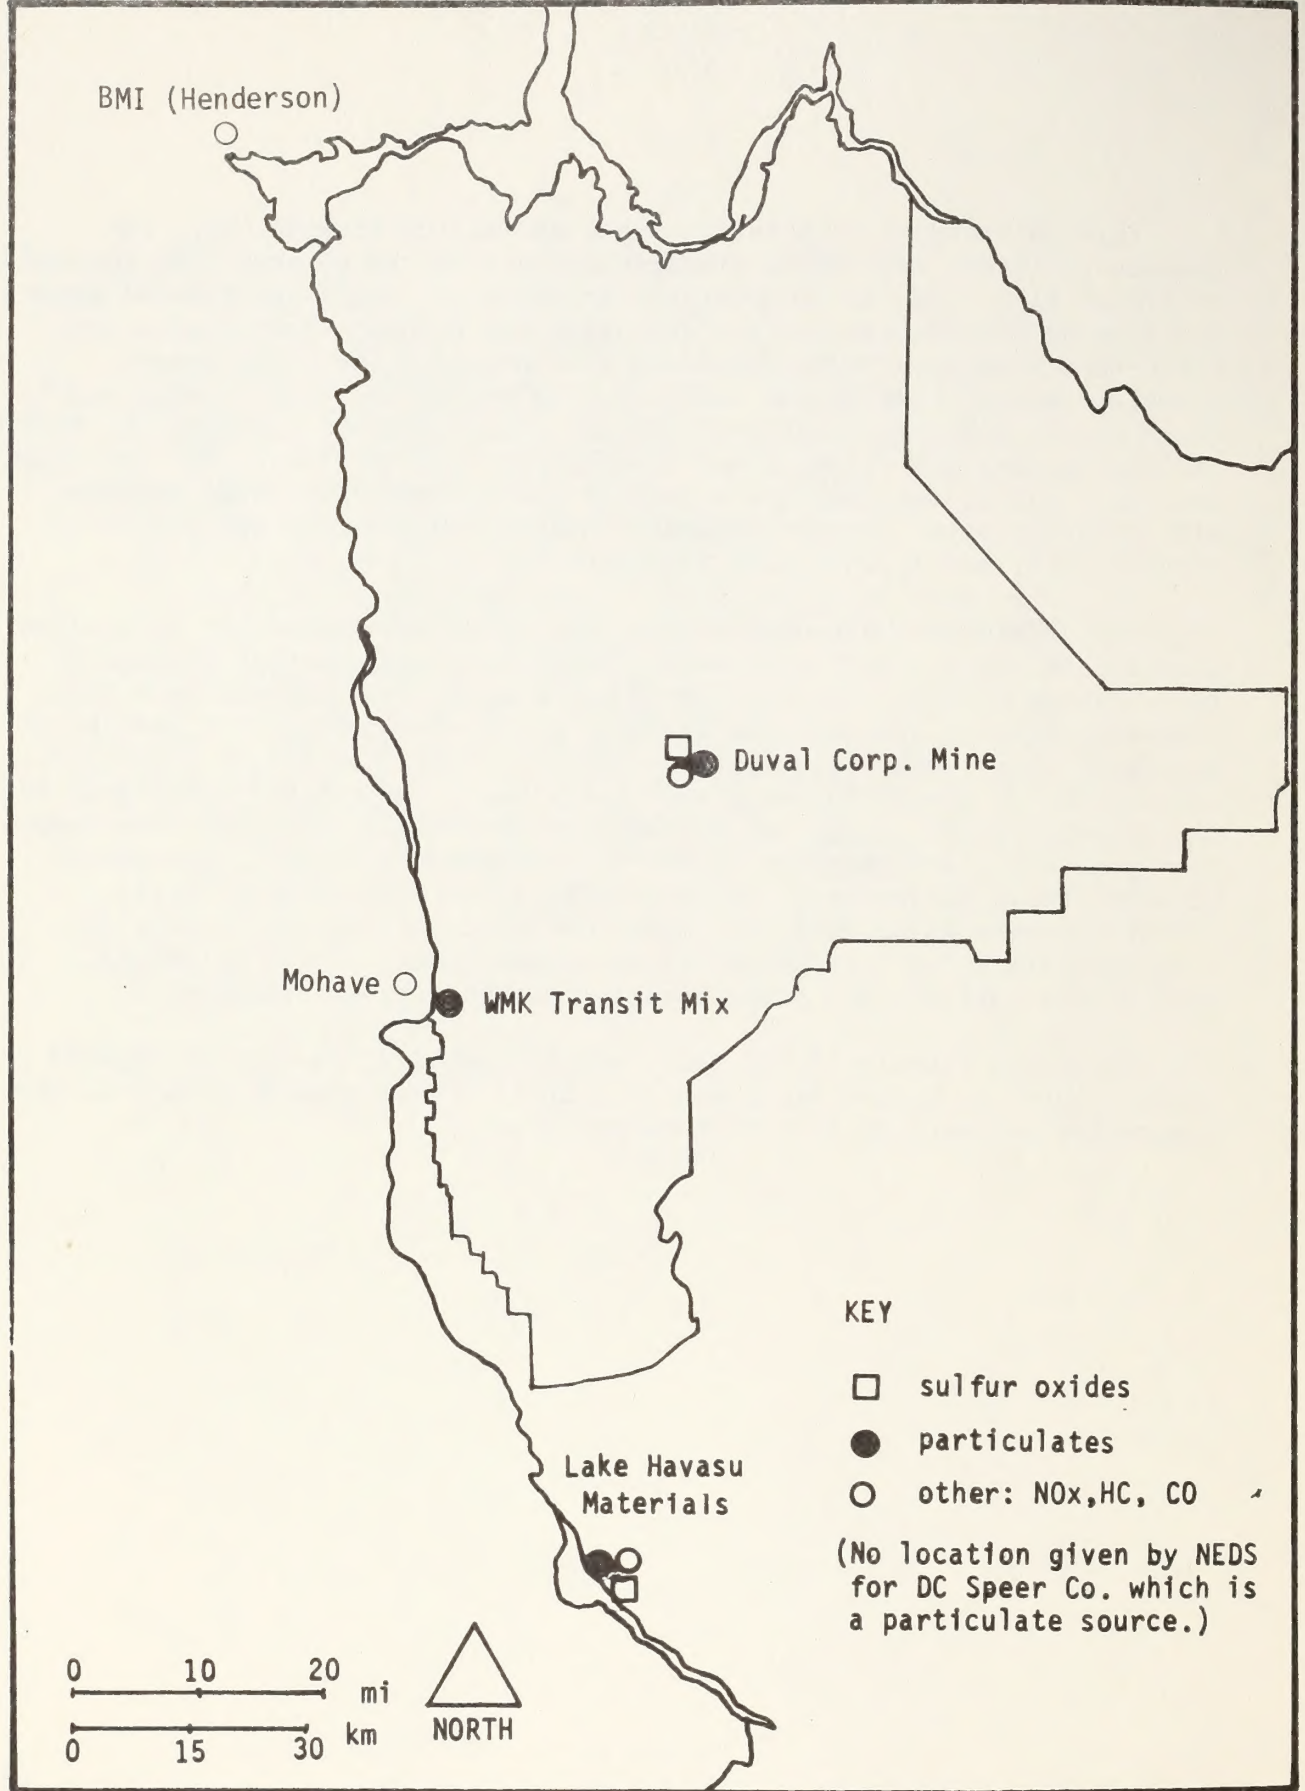 BMI (Henderson)
Duval Corp. Mine
Mohave
WMK Transit Mix
KEY
sulfur oxides
particulates
other: NOx,HC, CO
(No location given by NEDS
for DC Speer Co. which is
a particulate source.)
Lake Havasu
Materials
0 10 20 mi
0 15 30 km
NORTH